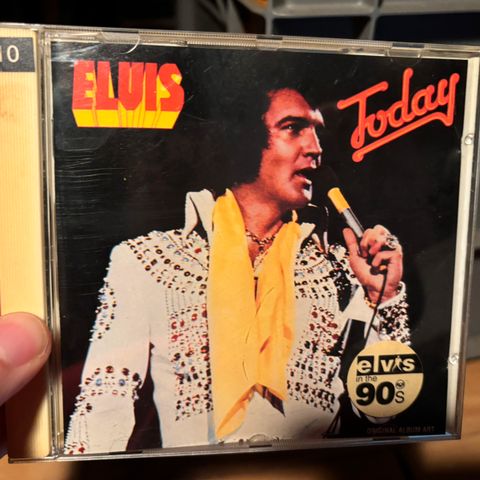 10
ELVIS
Today
elvis
in the
90s
ORIGINAL ALBUM ART